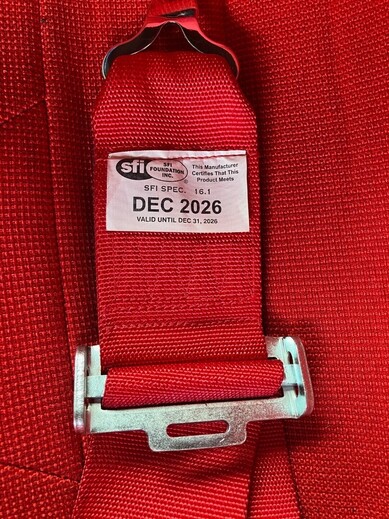 sfi
SFI
FOUNDATION
INC.
®
This Manufacturer
Certifies That This
Product Meets
SFI SPEC. 16.1
DEC 2026
VALID UNTIL DEC 31, 2026